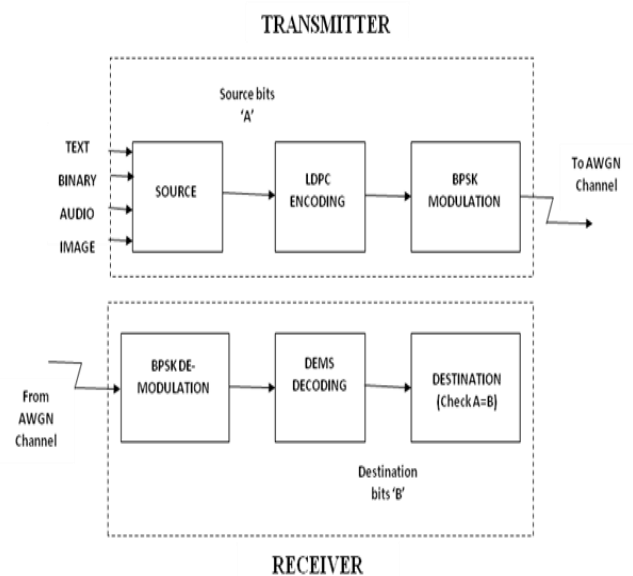 TRANSMITTER
Source bits
'A'
TEXT
BINARY
AUDIO
IMAGE
SOURCE
LDPC
ENCODING
BPSK
MODULATION
To AWGN
Channel
From
AWGN
Channel
BPSK DE-
MODULATION
DEMS
DECODING
DESTINATION
(Check A=B)
Destination
bits 'B'
RECEIVER